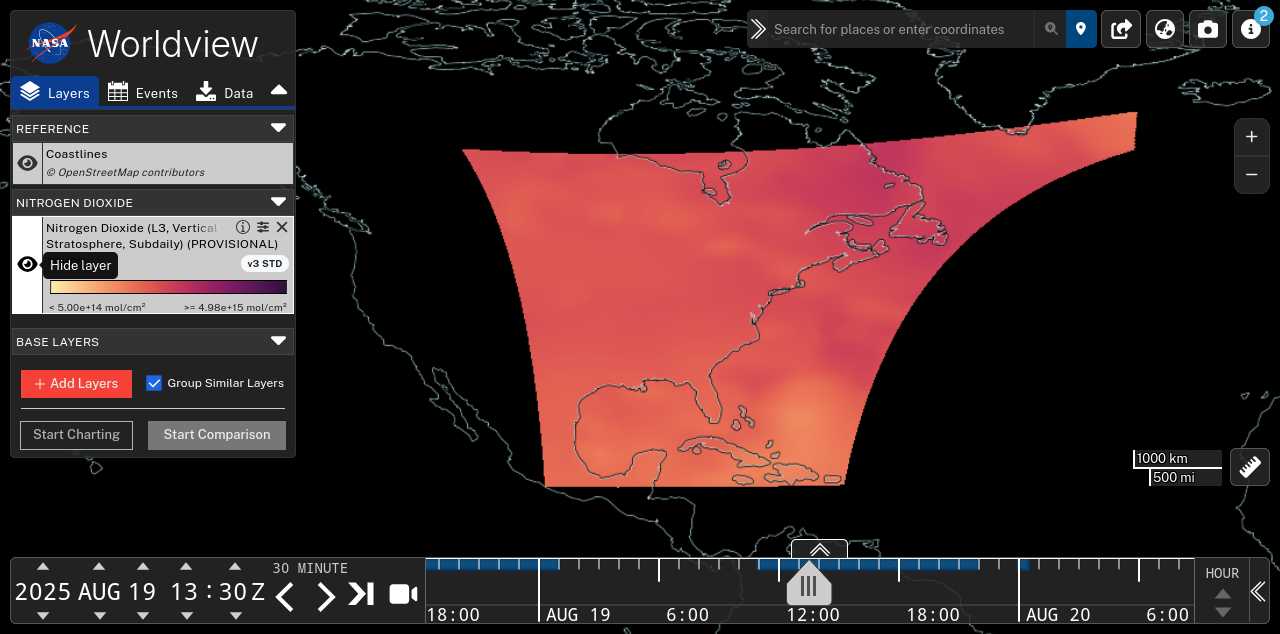 NASA
Worldview
Search for places or enter coordinates
2
Layers
Events
Data
REFERENCE
Coastlines
© OpenStreetMap contributors
NITROGEN DIOXIDE
Nitrogen Dioxide (L3, Vertical
Stratosphere, Subdaily) (PROVISIONAL)
Hide layer
v3 STD
< 5.00e+14 mol/cm²
>= 4.98e+15 mol/cm²
BASE LAYERS
+ Add Layers
Group Similar Layers
Start Charting
Start Comparison
+
−
1000 km
500 mi
2025 AUG 19 13 : 30 Z
30 MINUTE
18:00
AUG 19
6:00
12:00
18:00
AUG 20
6:00
HOUR